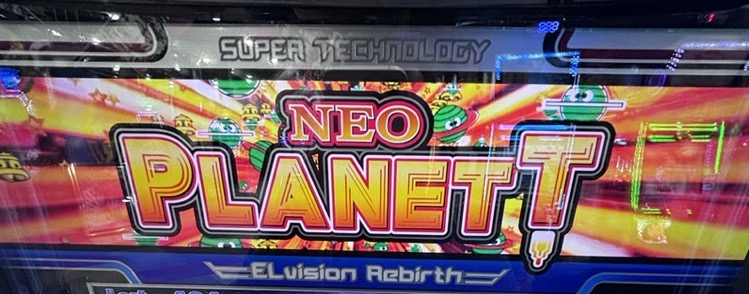 SUPER TECHNOLOGY
NEO
PLANETT
ELvision Rebirth